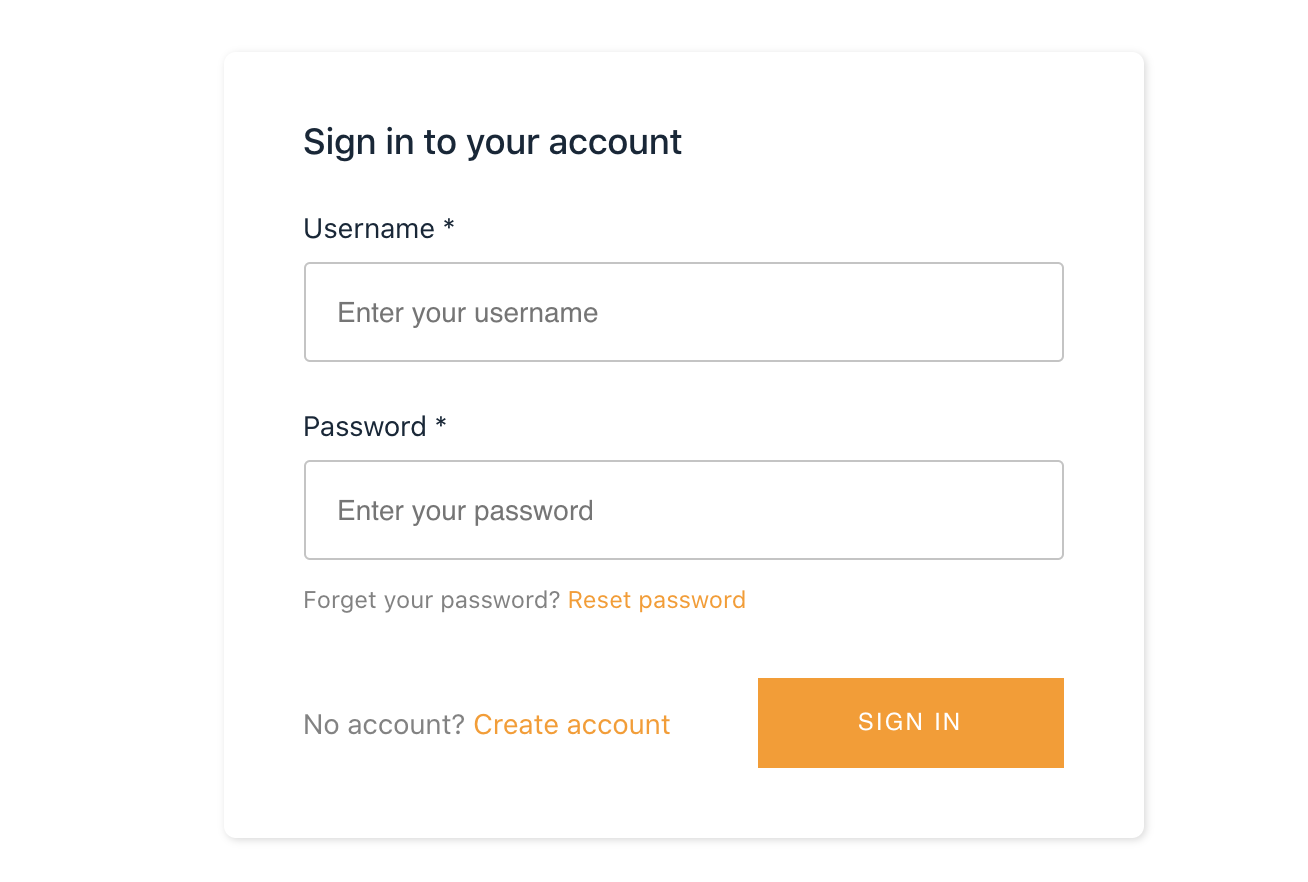 Sign in to your account
Username *
Enter your username
Password *
Enter your password
Forget your password? Reset password
No account? Create account
SIGN IN